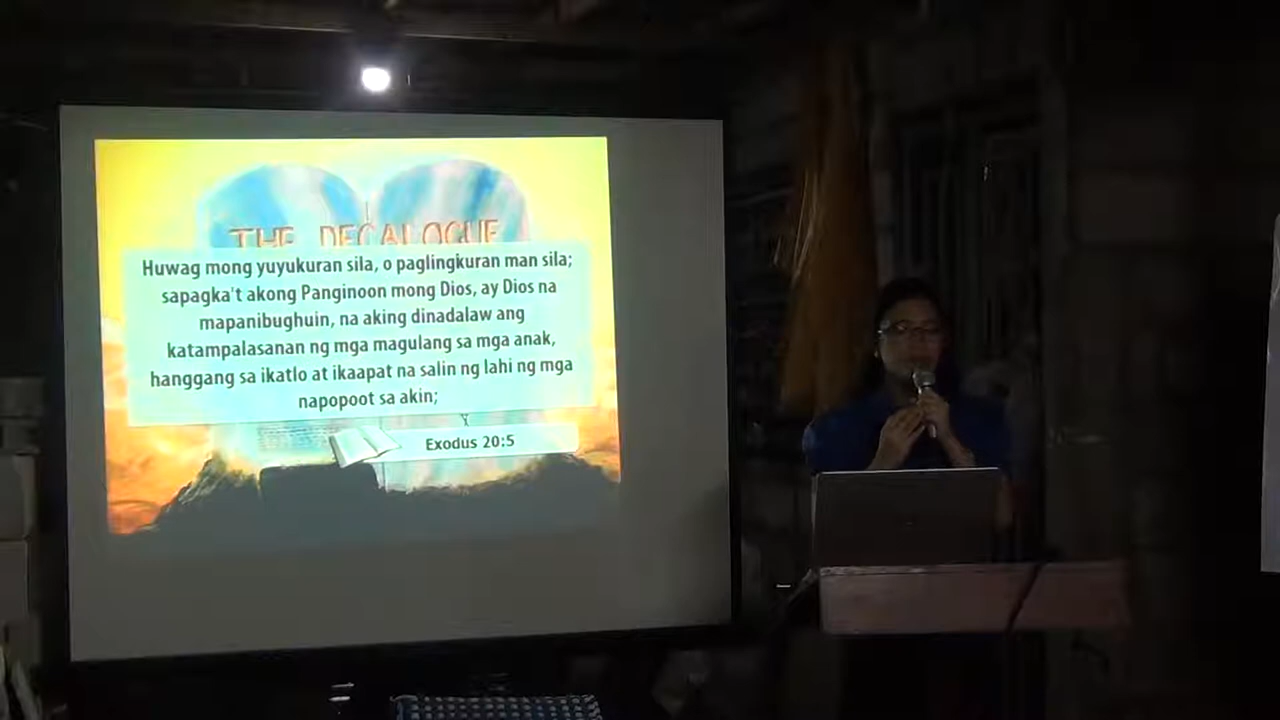 THE DECALOGUE
Huwag mong yuyukuran sila, o paglingkuran man sila;
sapagka't akong Panginoon mong Dios, ay Dios na
mapanibughuin, na aking dinadalaw ang
katampalasanan ng mga magulang sa mga anak,
hanggang sa ikatlo at ikaapat na salin ng lahi ng mga
napopoot sa akin;
Exodus 20:5